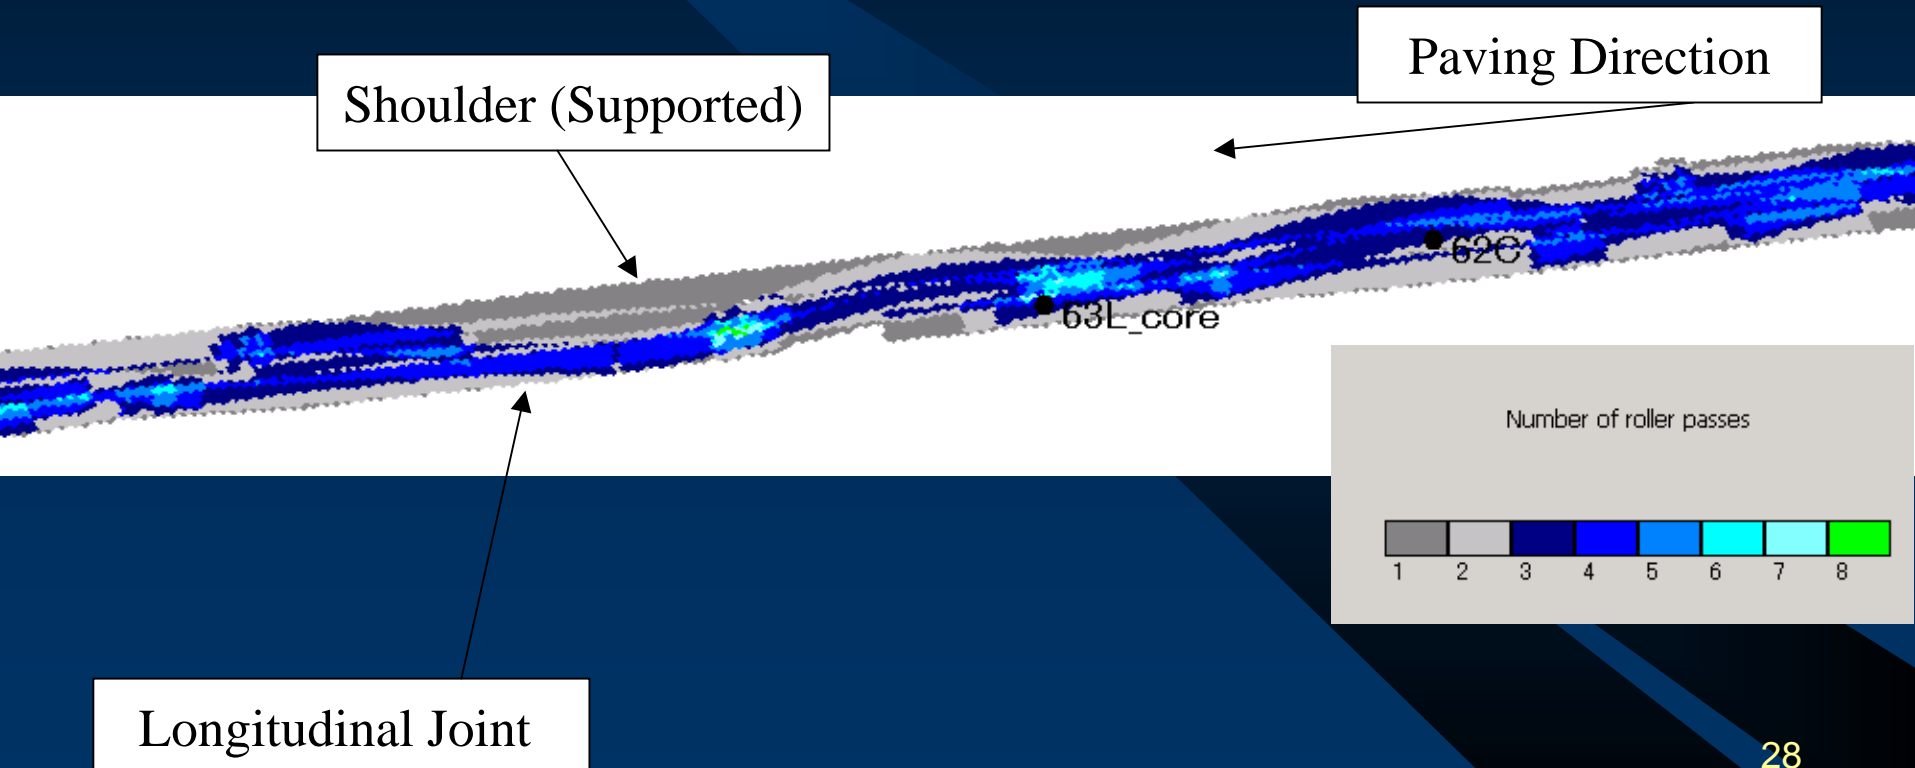 Paving Direction
Shoulder (Supported)
62C
63L_core
Number of roller passes
1 2 3 4 5 6 7 8
Longitudinal Joint
28